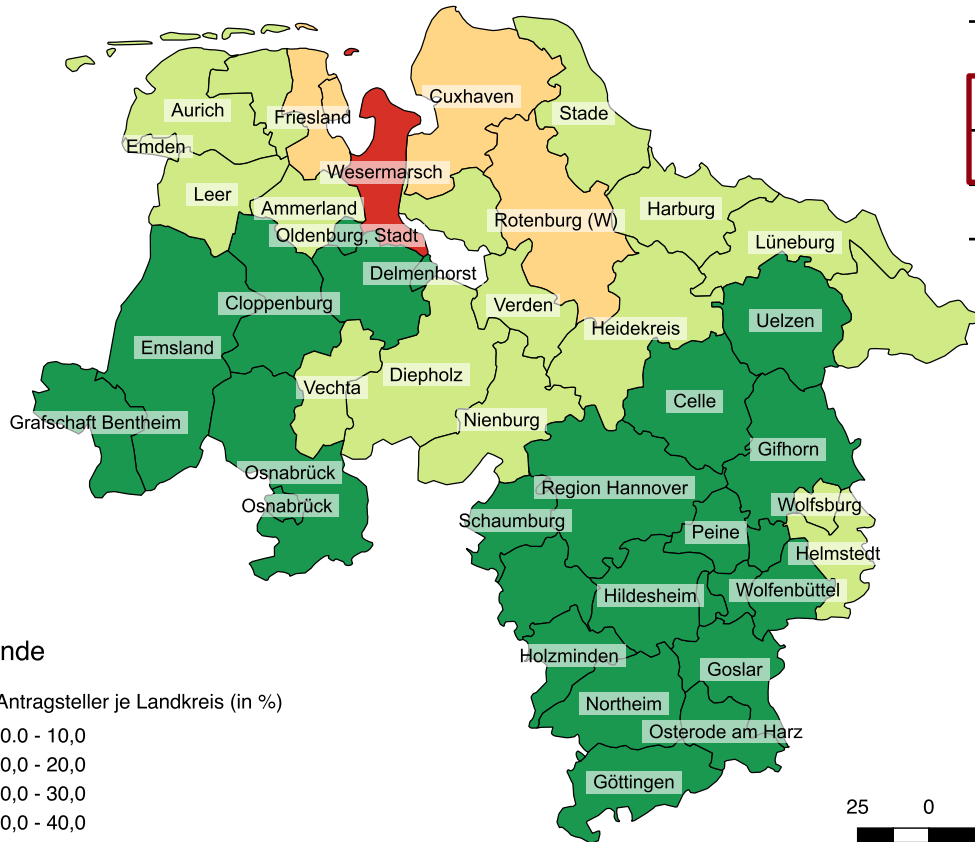 Cuxhaven
Aurich
Friesland
Stade
Emden
Wesermarsch
Leer
Ammerland
Harburg
Rotenburg (W)
Oldenburg, Stadt
Lüneburg
Delmenhorst
Cloppenburg
Verden
Uelzen
Heidekreis
Emsland
Diepholz
Vechta
Celle
Grafschaft Bentheim
Nienburg
Gifhorn
Osnabrück
Region Hannover
Osnabrück
Wolfsburg
Schaumburg
Peine
Helmstedt
Hildesheim
Wolfenbüttel
Holzminden
Goslar
Northeim
Osterode am Harz
Göttingen
nde
Antragsteller je Landkreis (in %)
0,0 - 10,0
0,0 - 20,0
0,0 - 30,0
0,0 - 40,0
25 0